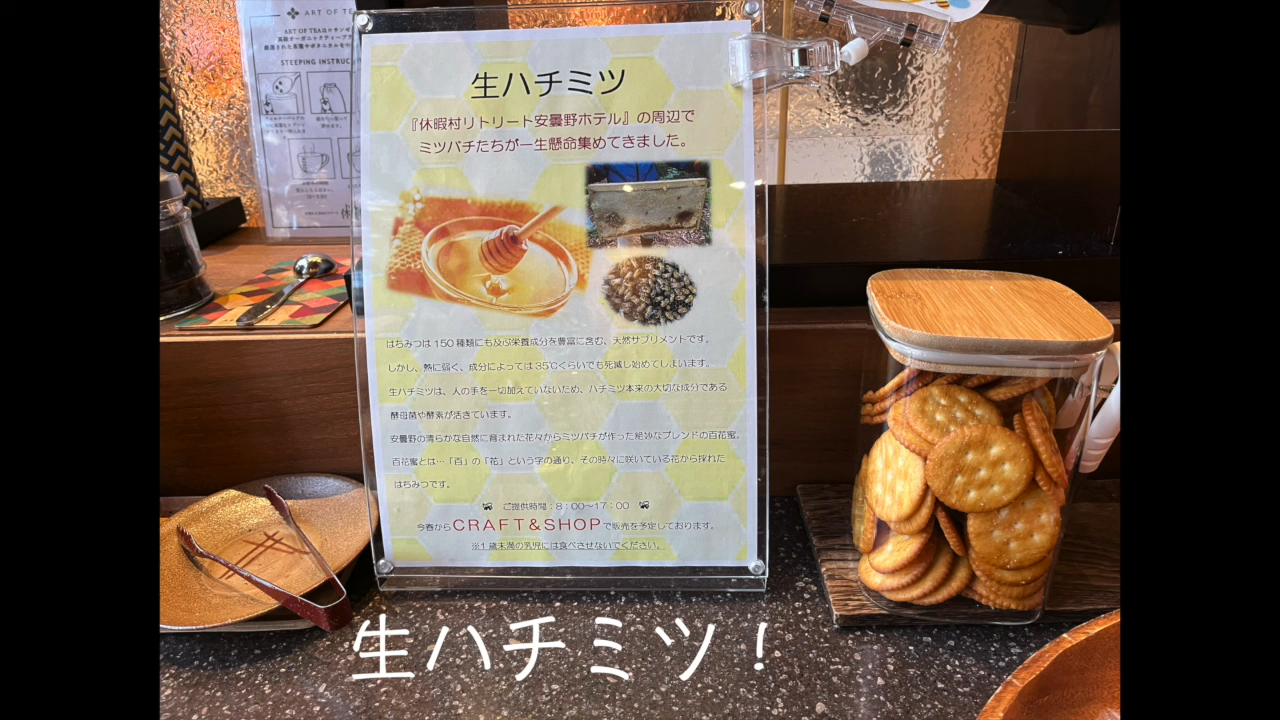 ART OF TEA
STEEPING INSTRUC
生ハチミツ
『休暇村リトリート安曇野ホテル』の周辺で
ミツバチたちが一生懸命集めてきました。
はちみつは150種類にも及ぶ栄養成分を豊富に含む、天然サプリメントです。
しかし、熱に弱く、成分によっては35℃くらいでも死滅し始めてしまいます。
生ハチミツは、人の手を一切加えていないため、ハチミツ本来の大切な成分である
酵母菌や酵素が活きています。
安曇野の清らかな自然に育まれた花々からミツバチが作った絶妙なブレンドの百花蜜。
百花蜜とは…「百」の「花」という字の通り、その時々に咲いている花から採れた
はちみつです。
ご提供時間：8：00～17：00
今春からCRAFT&SHOPで販売を予定しております。
※1歳未満の乳児には食べさせないでください。
生ハチミツ！